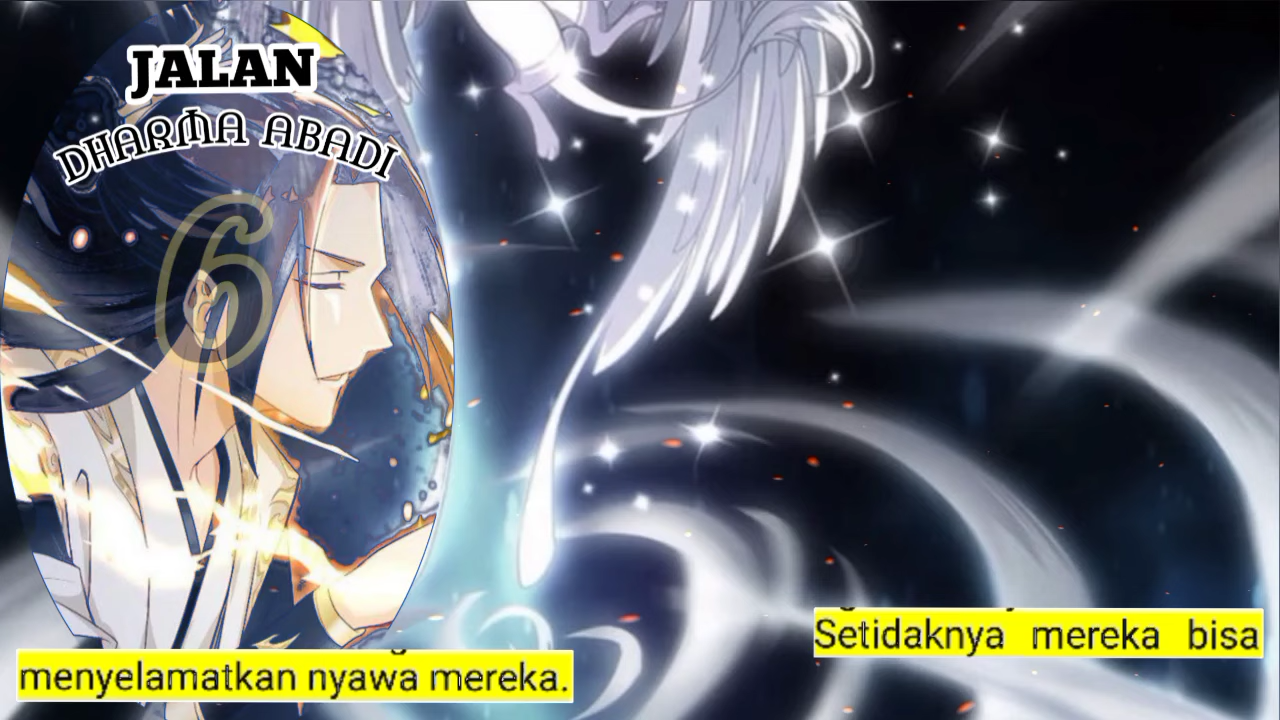 JALAN
DHARMA ABADI
6
Setidaknya mereka bisa
menyelamatkan nyawa mereka.